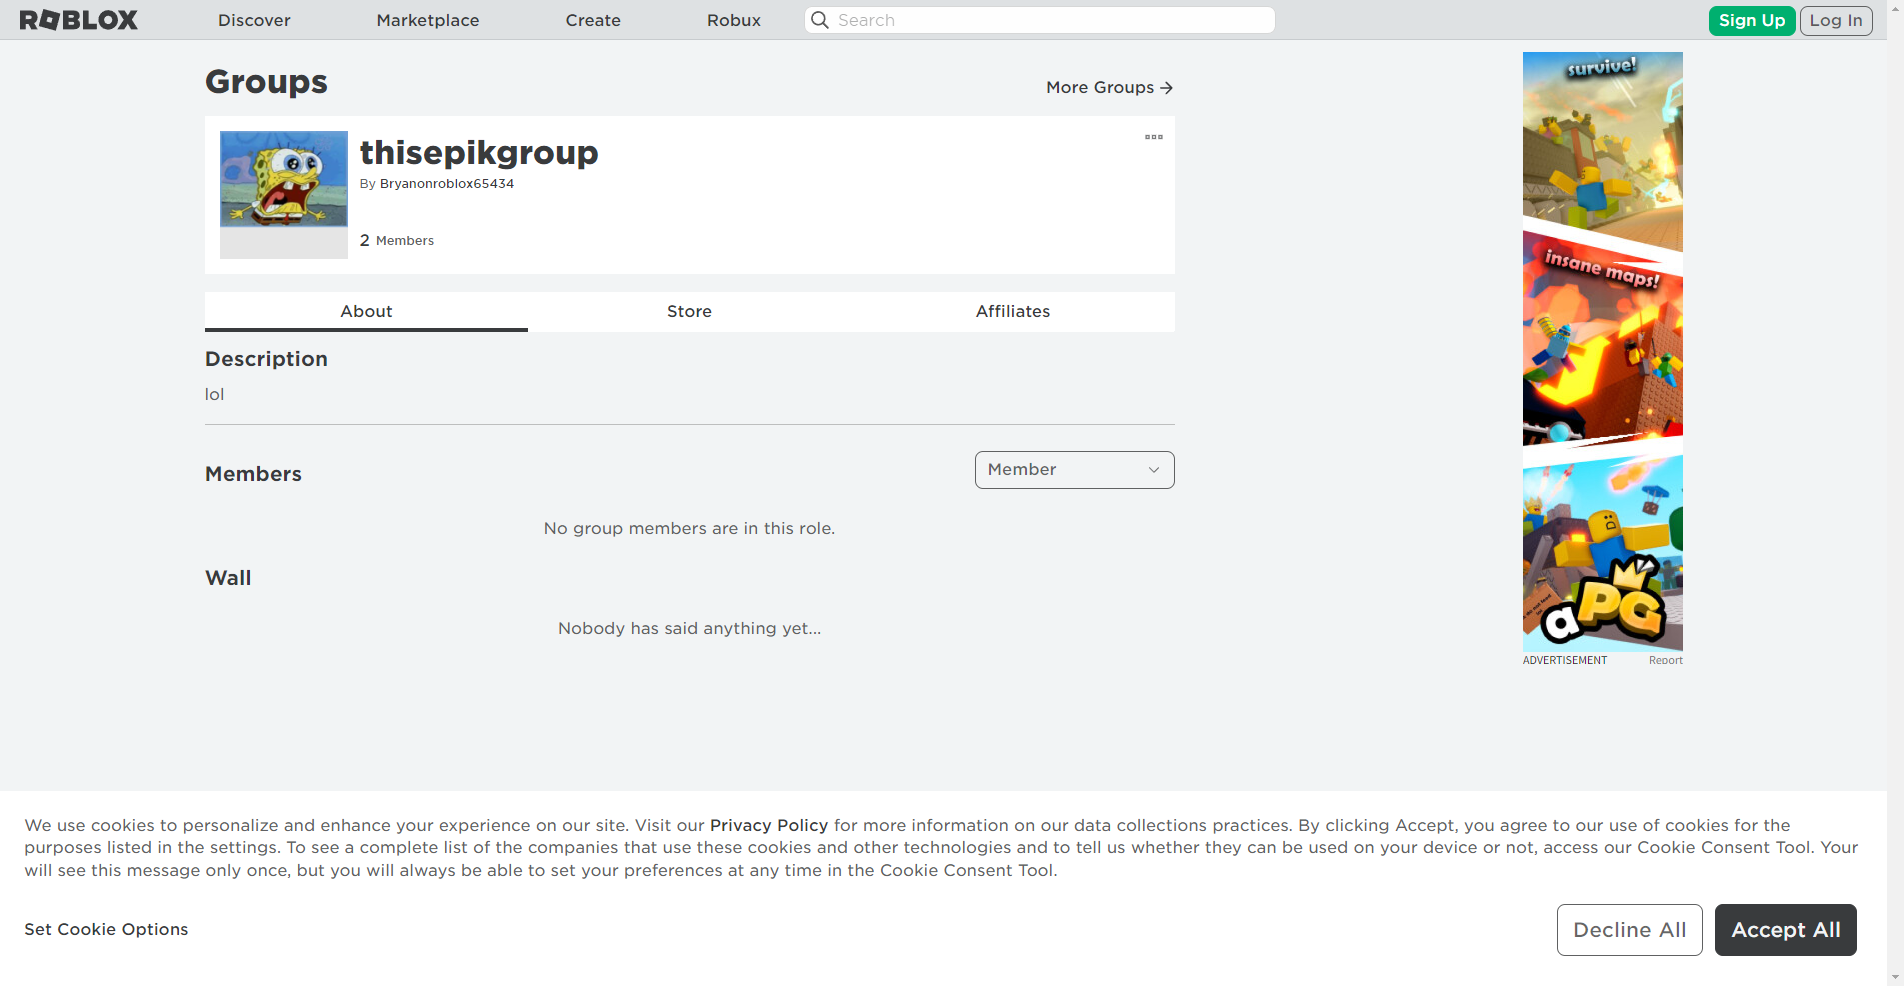 ROBLOX
Discover
Marketplace
Create
Robux
Search
Sign Up
Log In
Groups
More Groups
thisepikgroup
By Bryanonroblox65434
2 Members
About
Store
Affiliates
Description
lol
Members
Member
No group members are in this role.
Wall
Nobody has said anything yet...
survive!
insane maps!
aPG
ADVERTISEMENT
Report
We use cookies to personalize and enhance your experience on our site. Visit our Privacy Policy for more information on our data collections practices. By clicking Accept, you agree to our use of cookies for the
purposes listed in the settings. To see a complete list of the companies that use these cookies and other technologies and to tell us whether they can be used on your device or not, access our Cookie Consent Tool. Your
will see this message only once, but you will always be able to set your preferences at any time in the Cookie Consent Tool.
Set Cookie Options
Decline All
Accept All